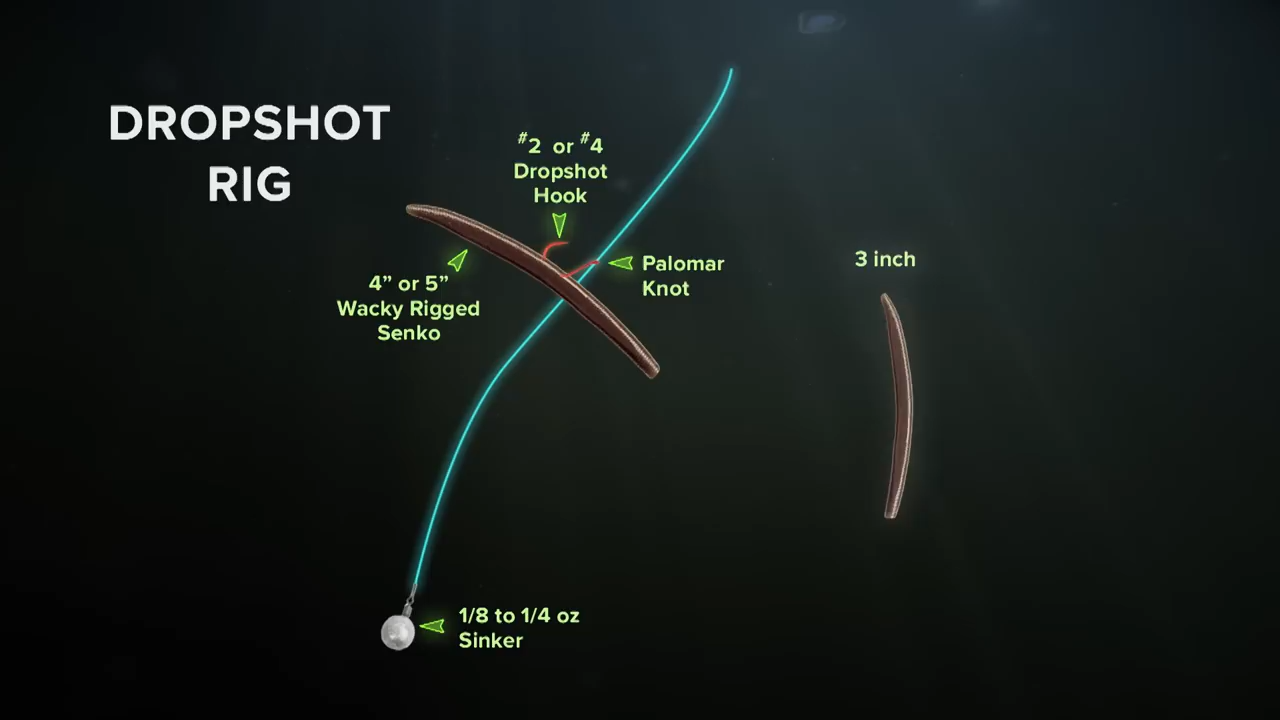 DROPSHOT
RIG
#2 or #4
Dropshot
Hook
Palomar
Knot
4” or 5”
Wacky Rigged
Senko
3 inch
1/8 to 1/4 oz
Sinker